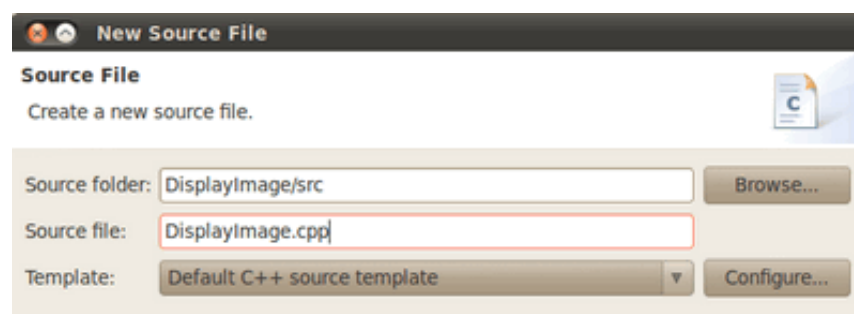 New Source File
Source File
Create a new source file.
C
Source folder: DisplayImage/src Browse...
Source file: DisplayImage.cpp
Template: Default C++ source template Configure...